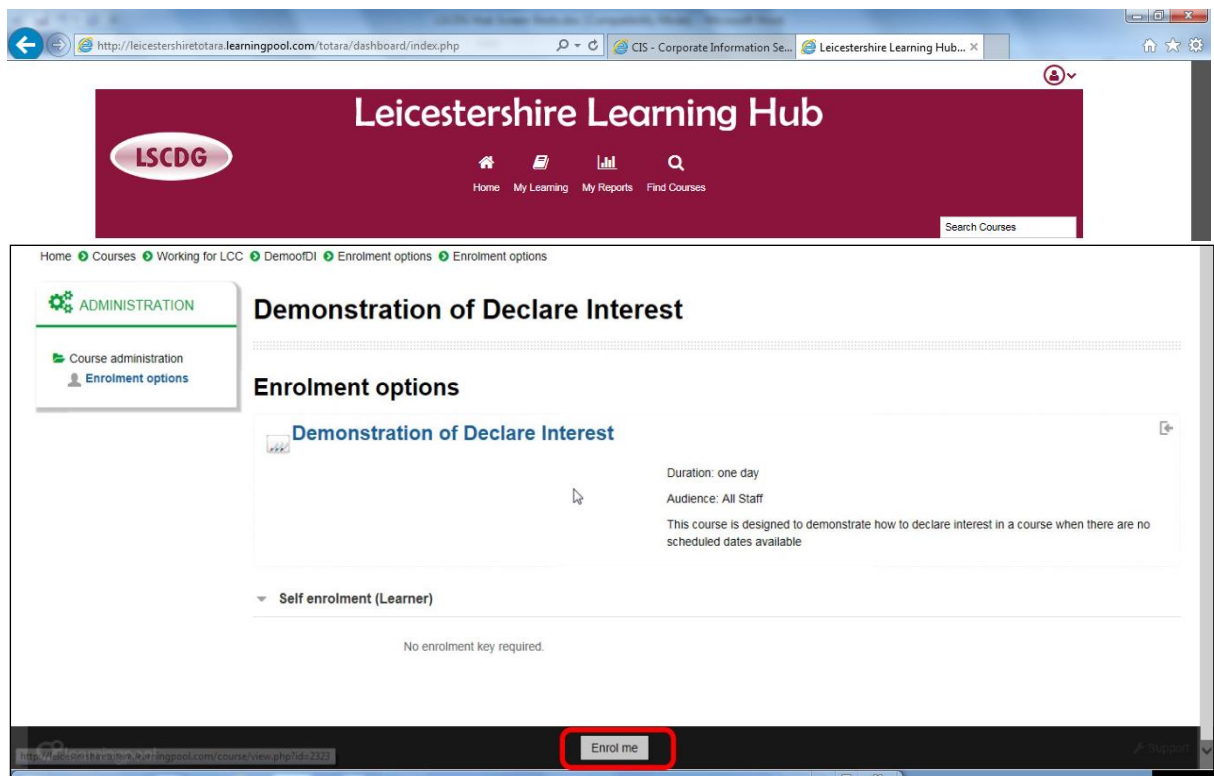 http://leicestershiretotara.learningpool.com/totara/dashboard/index.php
CIS - Corporate Information Se...
Leicestershire Learning Hub...
Leicestershire Learning Hub
LSCDG
Home My Learning My Reports Find Courses
Search Courses
Home Courses Working for LCC DemoofDI Enrolment options Enrolment options
ADMINISTRATION
Course administration
Enrolment options
Demonstration of Declare Interest
Enrolment options
Demonstration of Declare Interest
Duration: one day
Audience: All Staff
This course is designed to demonstrate how to declare interest in a course when there are no
scheduled dates available
Self enrolment (Learner)
No enrolment key required.
Enrol me
Support